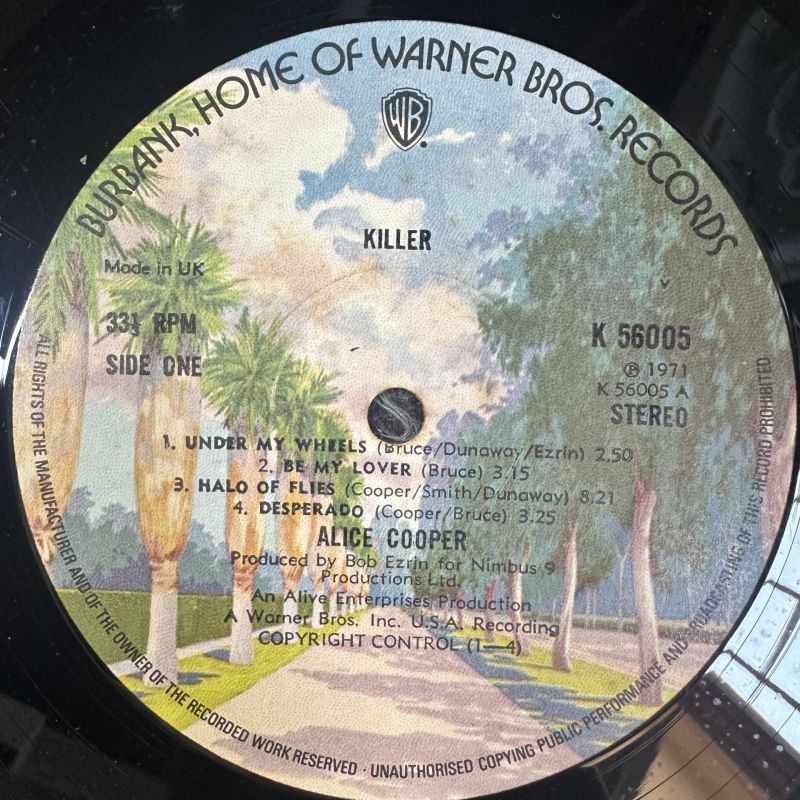 BURBANK, HOME OF WARNER BROS. RECORDS
WB
KILLER
Made in UK
33⅓ RPM
SIDE ONE
K 56005
℗ 1971
K 56005 A
STEREO
1. UNDER MY WHEELS (Bruce/Dunaway/Ezrin) 2.50
2. BE MY LOVER (Bruce) 3.15
3. HALO OF FLIES (Cooper/Smith/Dunaway) 8.21
4. DESPERADO (Cooper/Bruce) 3.25
ALICE COOPER
Produced by Bob Ezrin for Nimbus 9
Productions Ltd.
An Alive Enterprises Production
A Warner Bros. Inc. U.S.A. Recording
COPYRIGHT CONTROL (1—4)
ALL RIGHTS OF THE MANUFACTURER AND OF THE OWNER OF THE RECORDED WORK RESERVED · UNAUTHORISED COPYING PUBLIC PERFORMANCE AND BROADCASTING OF THIS RECORD PROHIBITED